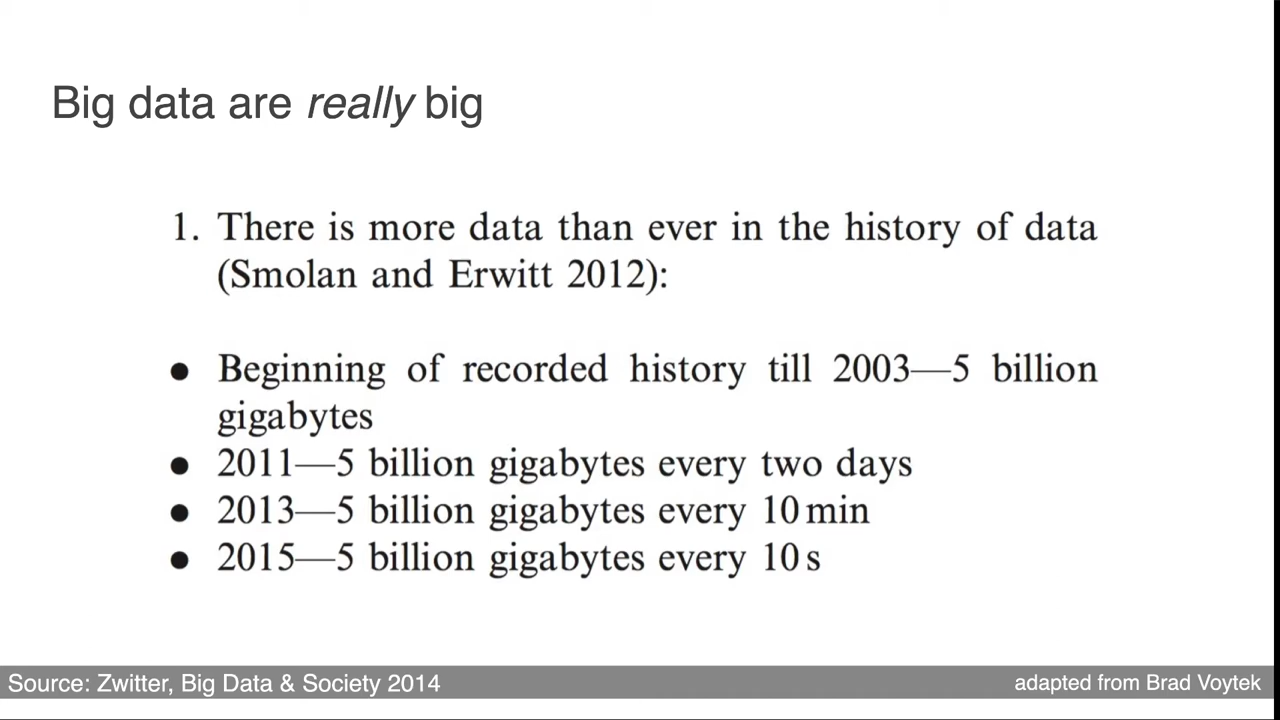 Big data are really big
1. There is more data than ever in the history of data
(Smolan and Erwitt 2012):
● Beginning of recorded history till 2003—5 billion
gigabytes
● 2011—5 billion gigabytes every two days
● 2013—5 billion gigabytes every 10 min
● 2015—5 billion gigabytes every 10 s
Source: Zwitter, Big Data & Society 2014
adapted from Brad Voytek